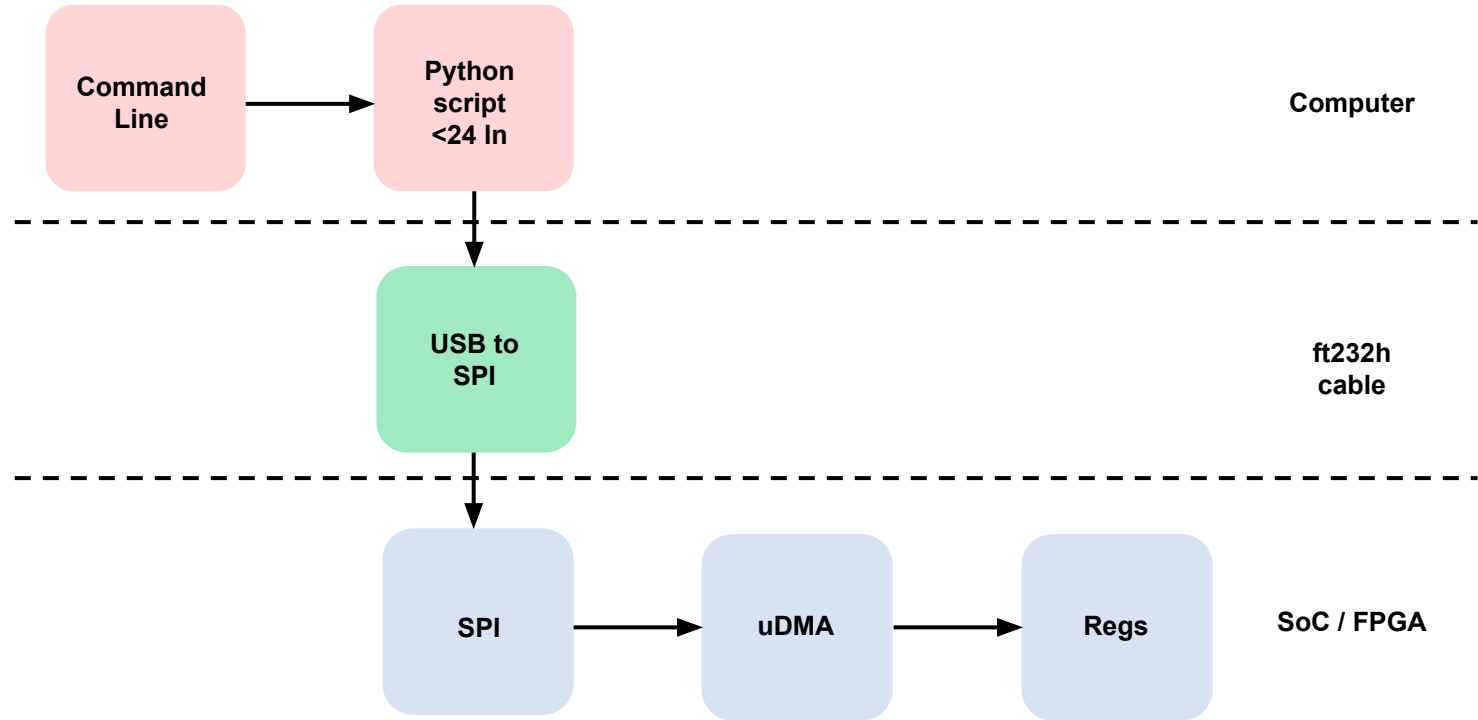 Command
Line
Python
script
<24 ln
Computer
USB to
SPI
ft232h
cable
SPI
uDMA
Regs
SoC / FPGA